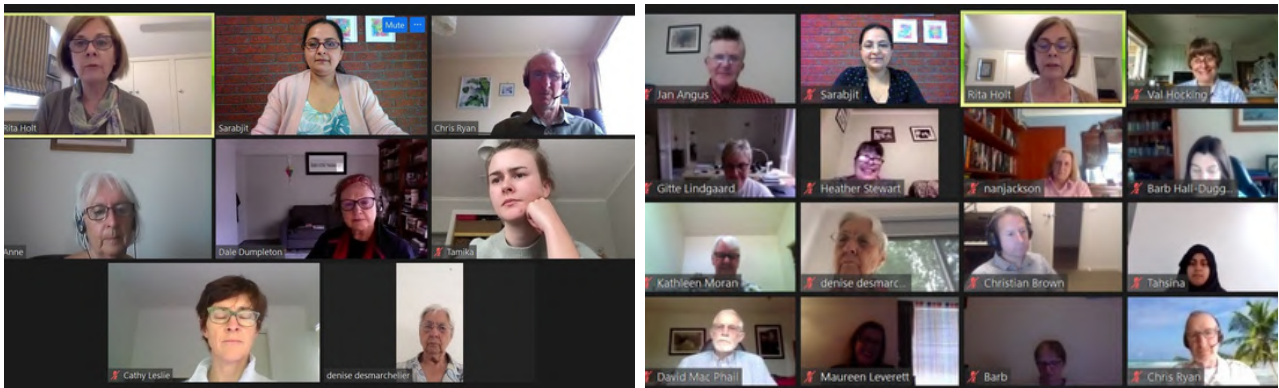 Mute
Rita Holt
Sarabjit
Chris Ryan
Anne
Dale Dumpleton
Tamika
Cathy Leslie
denise desmarchelier
Jan Angus
Sarabjit
Rita Holt
Val Hocking
Gitte Lindgaard
Heather Stewart
nanjackson
Barb Hall-Dugg...
Kathleen Moran
denise desmarc...
Christian Brown
Tahsina
David Mac Phail
Maureen Leverett
Barb
Chris Ryan